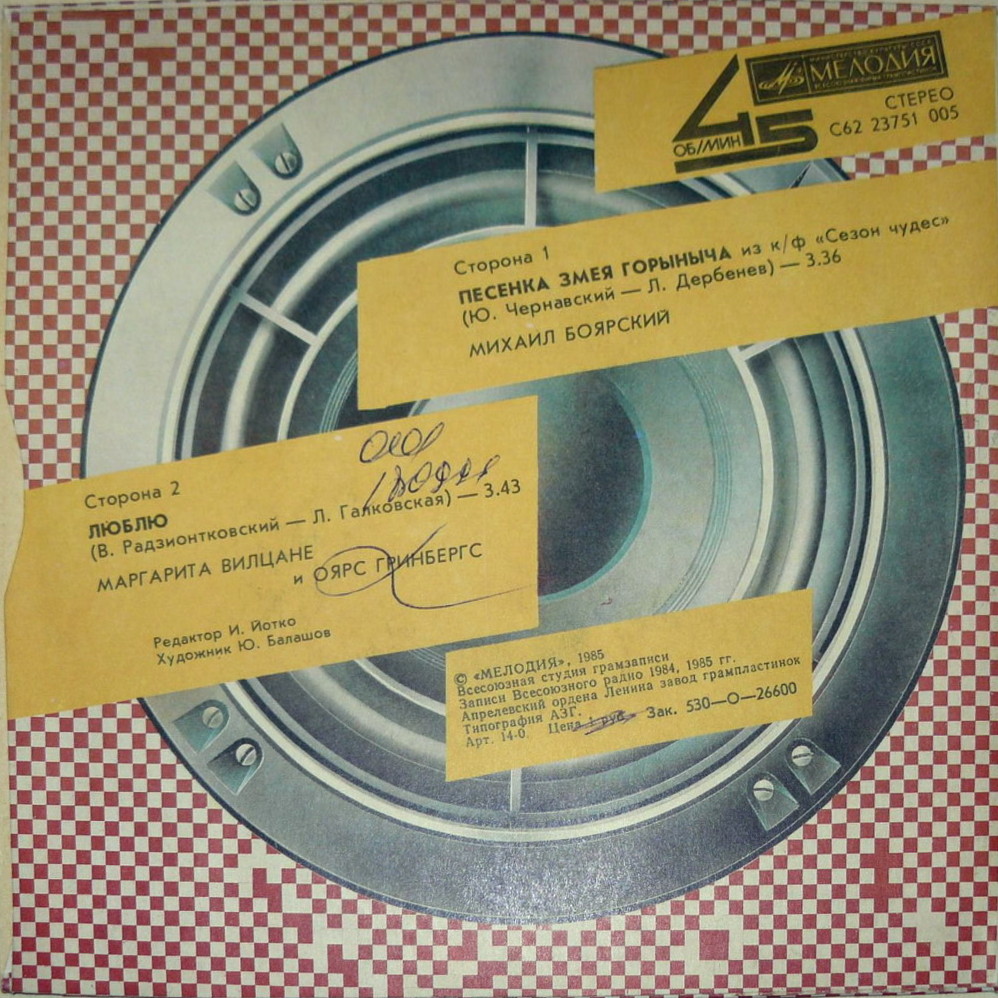 МЕЛОДИЯ
45
ОБ/МИН
СТЕРЕО
С62 23751 005
Сторона 1
ПЕСЕНКА ЗМЕЯ ГОРЫНЫЧА из к/ф «Сезон чудес»
(Ю. Чернавский — Л. Дербенев) — 3.36
МИХАИЛ БОЯРСКИЙ
Сторона 2
ЛЮБЛЮ
(В. Радзионтковский — Л. Галковская) — 3.43
МАРГАРИТА ВИЛЦАНЕ
и ОЯРС ГРИНБЕРГС
Редактор И. Йотко
Художник Ю. Балашов
© «МЕЛОДИЯ», 1985
Всесоюзная студия грамзаписи
Записи Всесоюзного радио 1984, 1985 гг.
Апрелевский ордена Ленина завод грампластинок
Типография АЗГ.
Арт. 14-0. Цена Зак. 530—О—26600